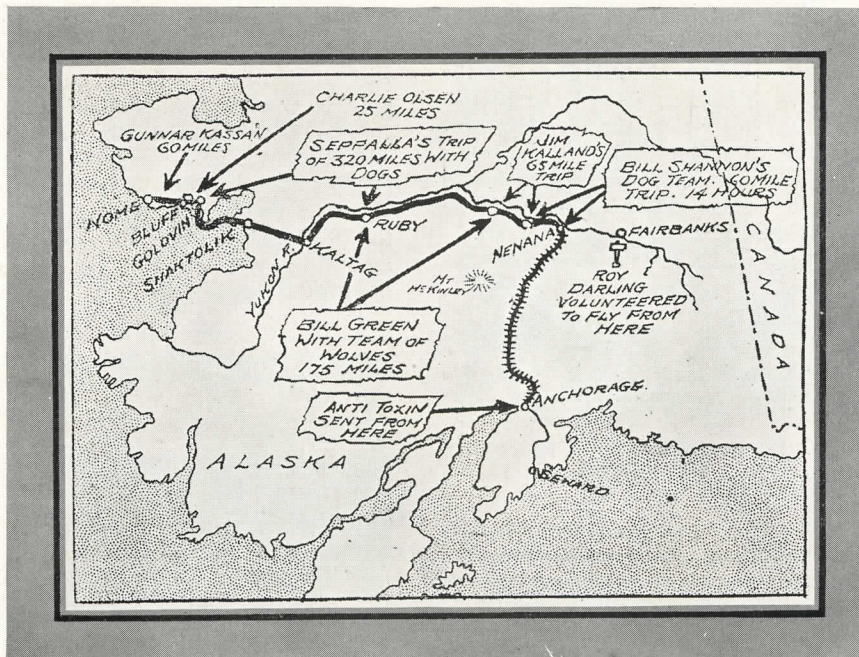 CHARLIE OLSEN
25 MILES
GUNNAR KASSAN
60 MILES
SEPPALLA'S TRIP
OF 320 MILES WITH
DOGS
JIM
KALLAND'S
65 MILE
TRIP
BILL SHANNON'S
DOG TEAM. 60 MILE
TRIP. 14 HOURS
NOME
BLUFF
GOLOVIN
SHAKTOLIK
YUKON R.
KALTAG
RUBY
NENANA
FAIRBANKS
ROY
DARLING
VOLUNTEERED
TO FLY FROM
HERE
CANADA
MT
MCKINLEY
BILL GREEN
WITH TEAM OF
WOLVES
175 MILES
ANTI TOXIN
SENT FROM
HERE
ANCHORAGE.
ALASKA
SEWARD